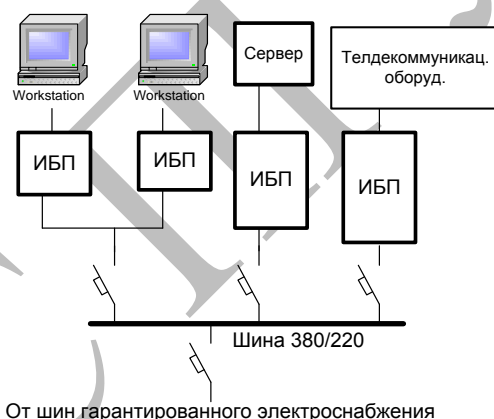 Сервер
Телдекоммуникац.
оборуд.
Workstation
Workstation
ИБП
ИБП
ИБП
ИБП
Шина 380/220
От шин гарантированного электроснабжения